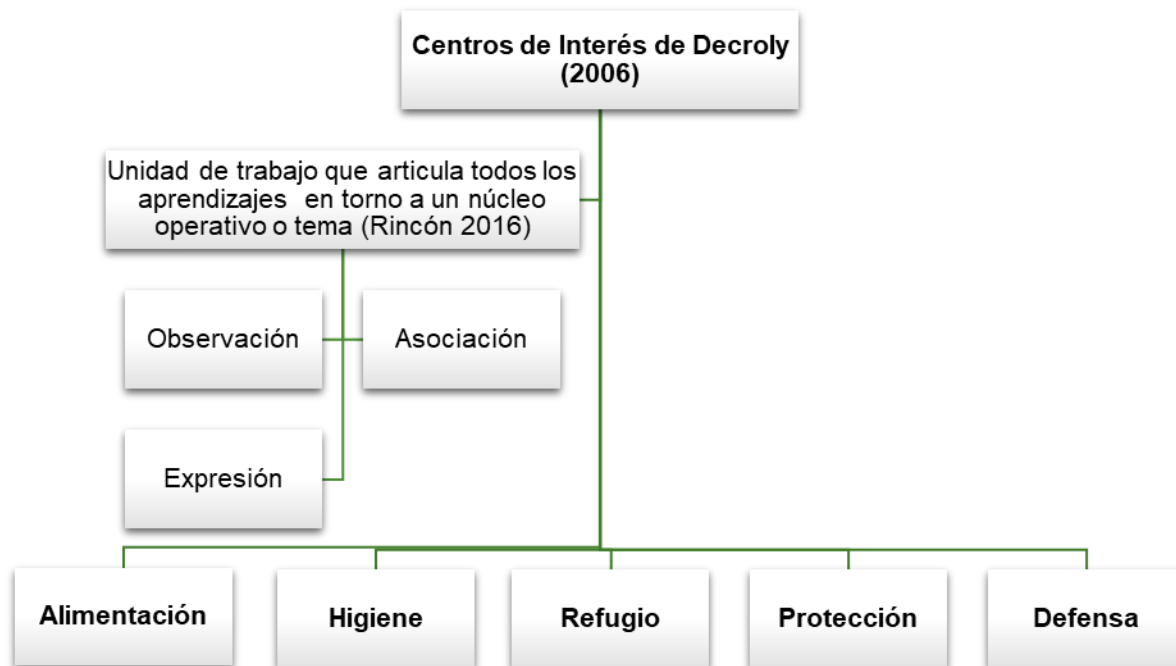 Centros de Interés de Decroly
(2006)
Unidad de trabajo que articula todos los
aprendizajes en torno a un núcleo
operativo o tema (Rincón 2016)
Observación
Asociación
Expresión
Alimentación
Higiene
Refugio
Protección
Defensa